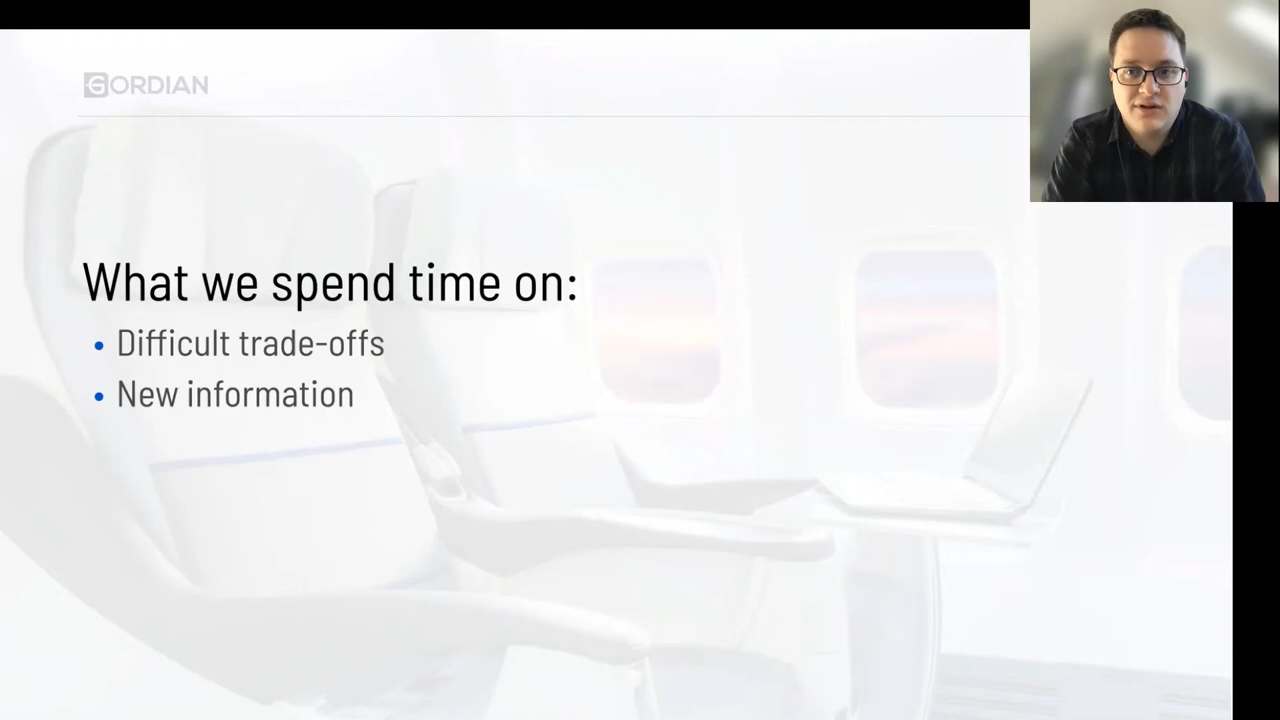 GORDIAN
What we spend time on:
• Difficult trade-offs
• New information